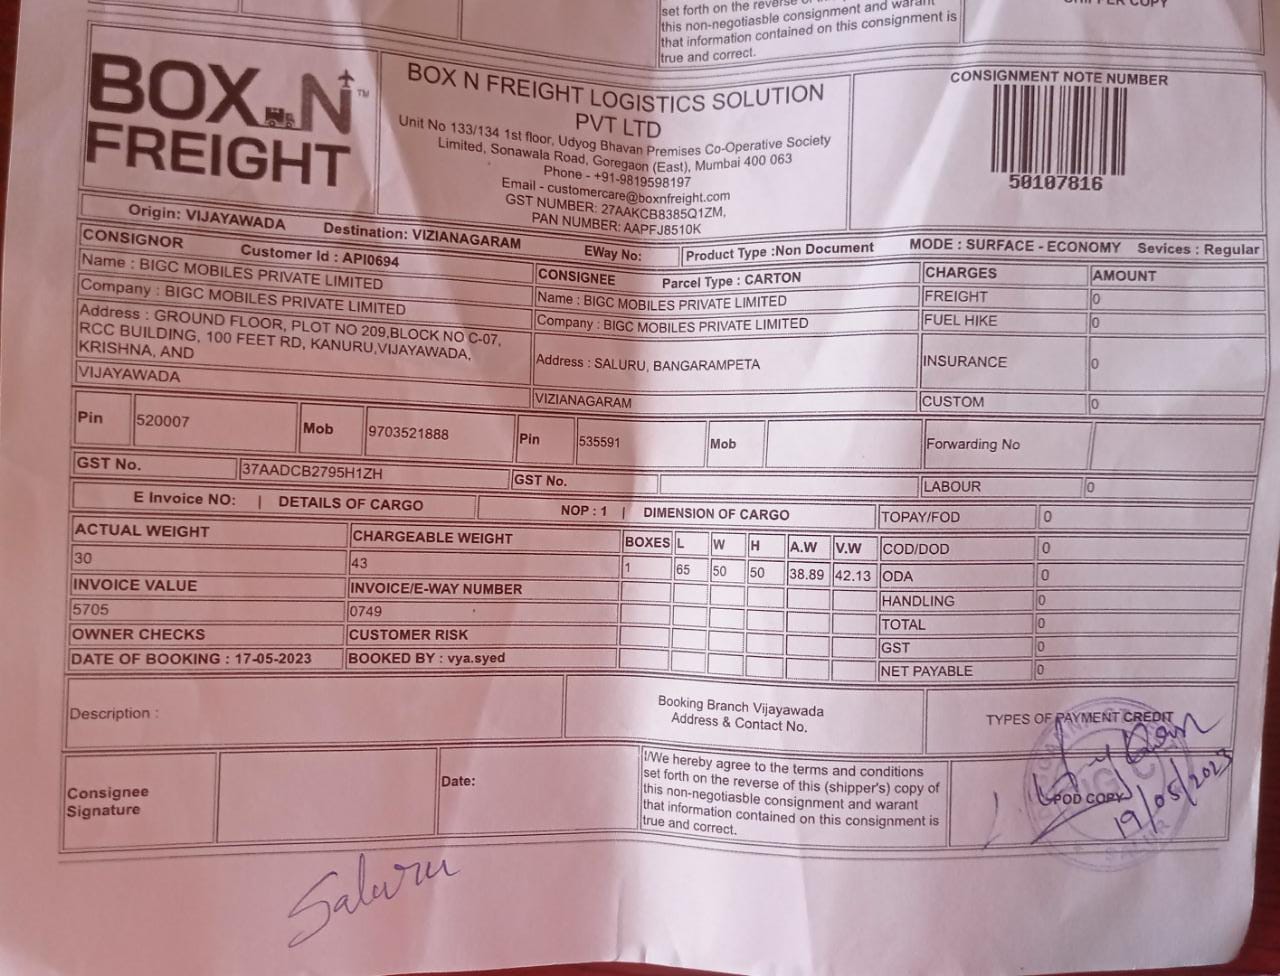 set forth on the reverse of this
this non-negotiasble consignment and warant
that information contained on this consignment is
true and correct.
SHIPPER COPY
BOX N
FREIGHT
TM
BOX N FREIGHT LOGISTICS SOLUTION
PVT LTD
Unit No 133/134 1st floor, Udyog Bhavan Premises Co-Operative Society
Limited, Sonawala Road, Goregaon (East), Mumbai 400 063
Phone - +91-9819598197
Email - customercare@boxnfreight.com
GST NUMBER: 27AAKCB8385Q1ZM,
PAN NUMBER: AAPFJ8510K
CONSIGNMENT NOTE NUMBER
50107816
Origin: VIJAYAWADA Destination: VIZIANAGARAM EWay No: Product Type :Non Document MODE : SURFACE - ECONOMY Sevices : Regular
CONSIGNOR Customer Id : API0694
Name : BIGC MOBILES PRIVATE LIMITED
Company : BIGC MOBILES PRIVATE LIMITED
Address : GROUND FLOOR, PLOT NO 209,BLOCK NO C-07,
RCC BUILDING, 100 FEET RD, KANURU,VIJAYAWADA,
KRISHNA, AND
VIJAYAWADA
CONSIGNEE Parcel Type : CARTON
Name : BIGC MOBILES PRIVATE LIMITED
Company : BIGC MOBILES PRIVATE LIMITED
Address : SALURU, BANGARAMPETA
VIZIANAGARAM
CHARGES AMOUNT
FREIGHT 0
FUEL HIKE 0
INSURANCE 0
CUSTOM 0
Pin 520007 Mob 9703521888 Pin 535591 Mob Forwarding No
GST No. 37AADCB2795H1ZH GST No. LABOUR 0
E Invoice NO: | DETAILS OF CARGO NOP : 1 | DIMENSION OF CARGO TOPAY/FOD 0
ACTUAL WEIGHT CHARGEABLE WEIGHT BOXES L W H A.W V.W COD/DOD 0
30 43 1 65 50 50 38.89 42.13 ODA 0
INVOICE VALUE INVOICE/E-WAY NUMBER HANDLING 0
5705 0749 TOTAL 0
OWNER CHECKS CUSTOMER RISK GST 0
DATE OF BOOKING : 17-05-2023 BOOKED BY : vya.syed NET PAYABLE 0
Description :
Booking Branch Vijayawada
Address & Contact No.
TYPES OF PAYMENT CREDIT
Consignee
Signature
Date:
I/We hereby agree to the terms and conditions
set forth on the reverse of this (shipper's) copy of
this non-negotiasble consignment and warant
that information contained on this consignment is
true and correct.
POD COPY
19/05/2023
Saluru